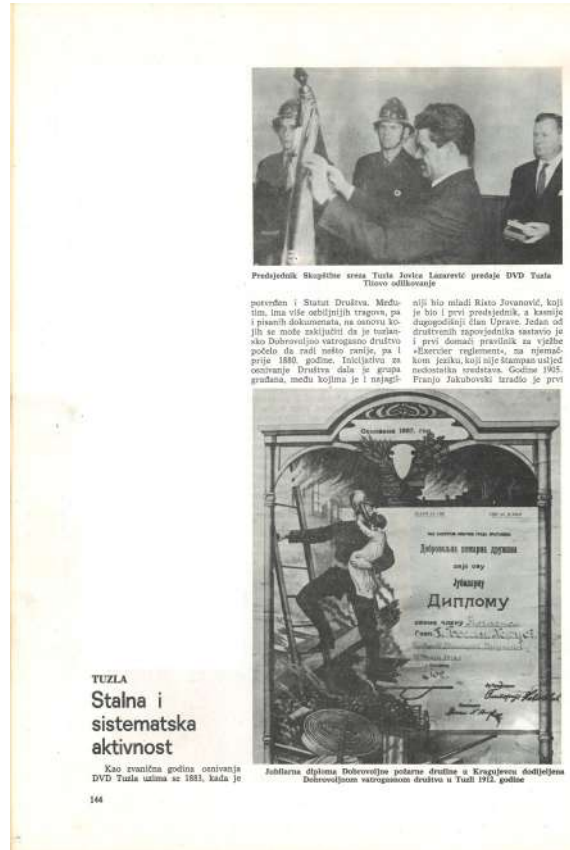 Predsjednik Skupštine sreza Tuzla Jovica Lazarević predaje DVD Tuzla
Titovo odlikovanje
TUZLA
Stalna i
sistematska
aktivnost
Kao zvanična godina osnivanja
DVD Tuzla uzima se 1883, kada je
potvrđen i Statut Društva. Među-
tim, ima više ozbiljnijih tragova, pa
i pisanih dokumenata, na osnovu ko-
jih se može zaključiti da je tuzlan-
sko Dobrovoljno vatrogasno društvo
počelo da radi nešto ranije, pa i
prije 1880. godine. Inicijativu za
osnivanje Društva dala je grupa
građana, među kojima je i najagil-
niji bio mladi Risto Jovanović, koji
je bio i prvi predsjednik, a kasnije
dugogodišnji član Uprave. Jedan od
društvenih zapovjednika sastavio je
i prvi domaći pravilnik za vježbe
»Exercier reglement«, na njemač-
kom jeziku, koji nije štampan usljed
nedostatka sredstava. Godine 1905.
Franjo Jakubovski izradio je prvi
1887. год.
Добровољна пожарна дружина
овај
Јубиларну
Диплому
Jubilarna diploma Dobrovoljne požarne družine u Kragujevcu dodijeljena
Dobrovoljnom vatrogasnom društvu u Tuzli 1912. godine
144